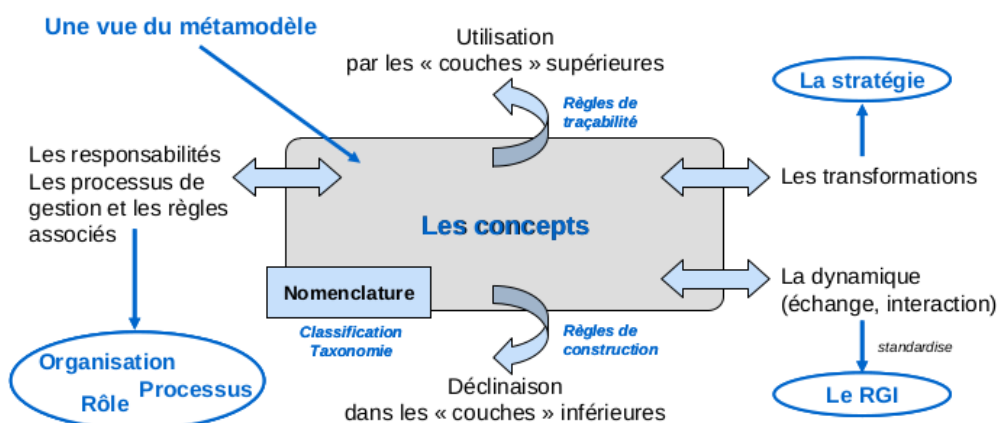 Une vue du métamodèle
Utilisation
par les « couches » supérieures
La stratégie
Règles de
traçabilité
Les responsabilités
Les processus de
gestion et les règles
associés
Les transformations
Les concepts
Nomenclature
Classification
Taxonomie
La dynamique
(échange, interaction)
Règles de
construction
standardise
Organisation
Processus
Rôle
Déclinaison
dans les « couches » inférieures
Le RGI